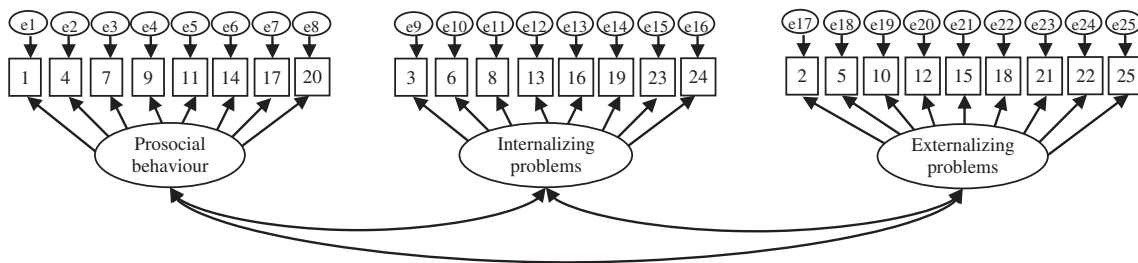 e1 e2 e3 e4 e5 e6 e7 e8 e9 e10 e11 e12 e13 e14 e15 e16 e17 e18 e19 e20 e21 e22 e23 e24 e25
1 4 7 9 11 14 17 20 3 6 8 13 16 19 23 24 2 5 10 12 15 18 21 22 25
Prosocial
behaviour
Internalizing
problems
Externalizing
problems